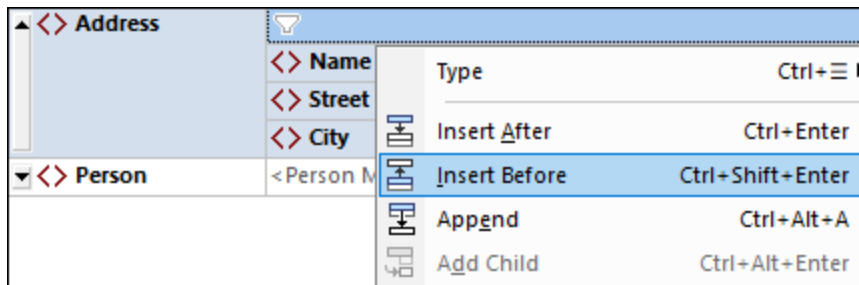 <> Address
<> Name
Type Ctrl+☰
<> Street
Insert After Ctrl+Enter
<> City
<> Person <Person M
Insert Before Ctrl+Shift+Enter
Append Ctrl+Alt+A
Add Child Ctrl+Alt+Enter